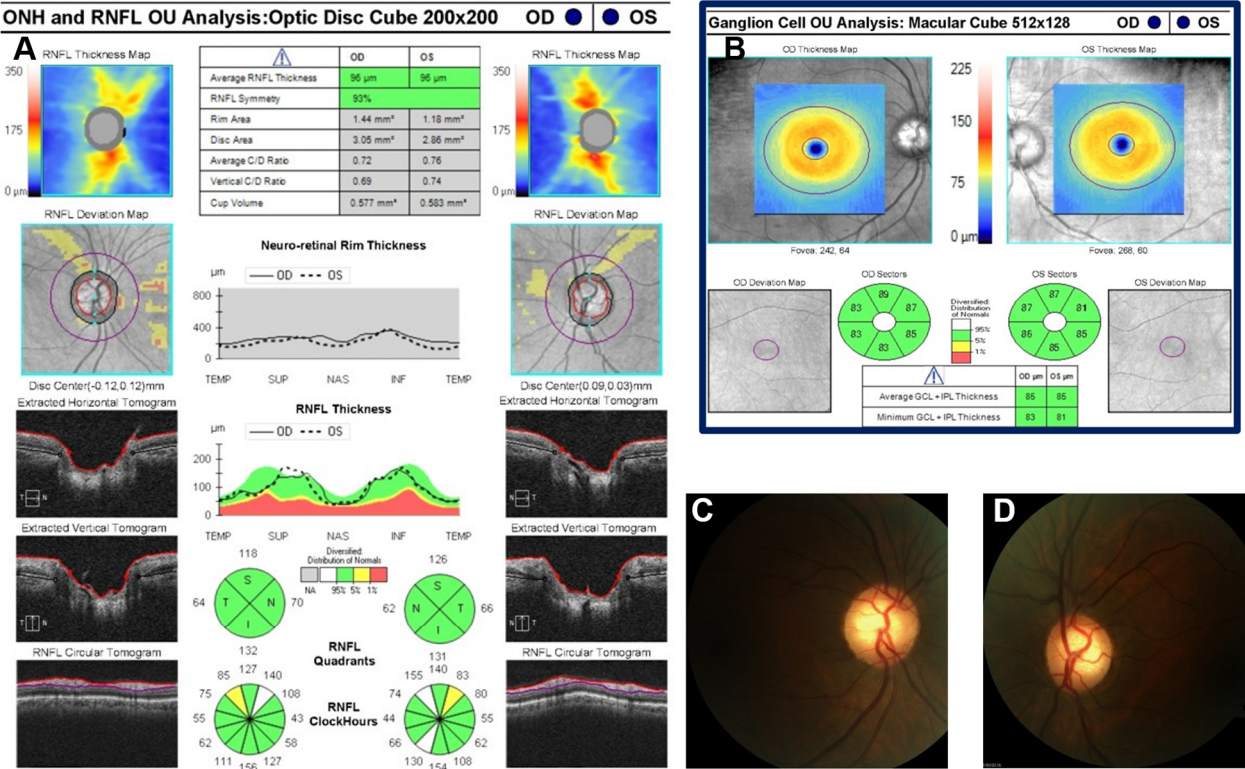 ONH and RNFL OU Analysis:Optic Disc Cube 200x200 OD OS
A
RNFL Thickness Map
350
175
0 µm
OD OS
Average RNFL Thickness 96 µm 96 µm
RNFL Symmetry 93%
Rim Area 1.44 mm² 1.18 mm²
Disc Area 3.05 mm² 2.86 mm²
Average C/D Ratio 0.72 0.76
Vertical C/D Ratio 0.69 0.74
Cup Volume 0.577 mm³ 0.583 mm³
RNFL Thickness Map
350
175
0 µm
RNFL Deviation Map
Disc Center(-0.12,0.12)mm
Neuro-retinal Rim Thickness
µm OD OS
800
400
0
TEMP SUP NAS INF TEMP
RNFL Deviation Map
Disc Center(0.09,0.03)mm
Extracted Horizontal Tomogram
T N
RNFL Thickness
µm OD OS
200
100
0
TEMP SUP NAS INF TEMP
Extracted Horizontal Tomogram
N T
Extracted Vertical Tomogram
T N
Diversified:
Distribution of Normals
NA 95% 5% 1%
118
64 T S N I 70
132
126
62 N S T I 66
131
RNFL
Quadrants
Extracted Vertical Tomogram
N T
RNFL Circular Tomogram
127
85 140
75 108
55 43
62 58
111 127
156
RNFL
ClockHours
140
155 83
74 80
44 55
66 62
130 108
154
RNFL Circular Tomogram
Ganglion Cell OU Analysis: Macular Cube 512x128 OD OS
B
OD Thickness Map
Fovea: 242, 64
225
150
75
0 µm
OS Thickness Map
Fovea: 268, 60
OD Deviation Map
OD Sectors
89
83 87
83 85
83
Diversified:
Distribution
of Normals
95%
5%
1%
OS Sectors
87
87 81
86 85
85
OS Deviation Map
OD µm OS µm
Average GCL + IPL Thickness 85 85
Minimum GCL + IPL Thickness 83 81
C
D